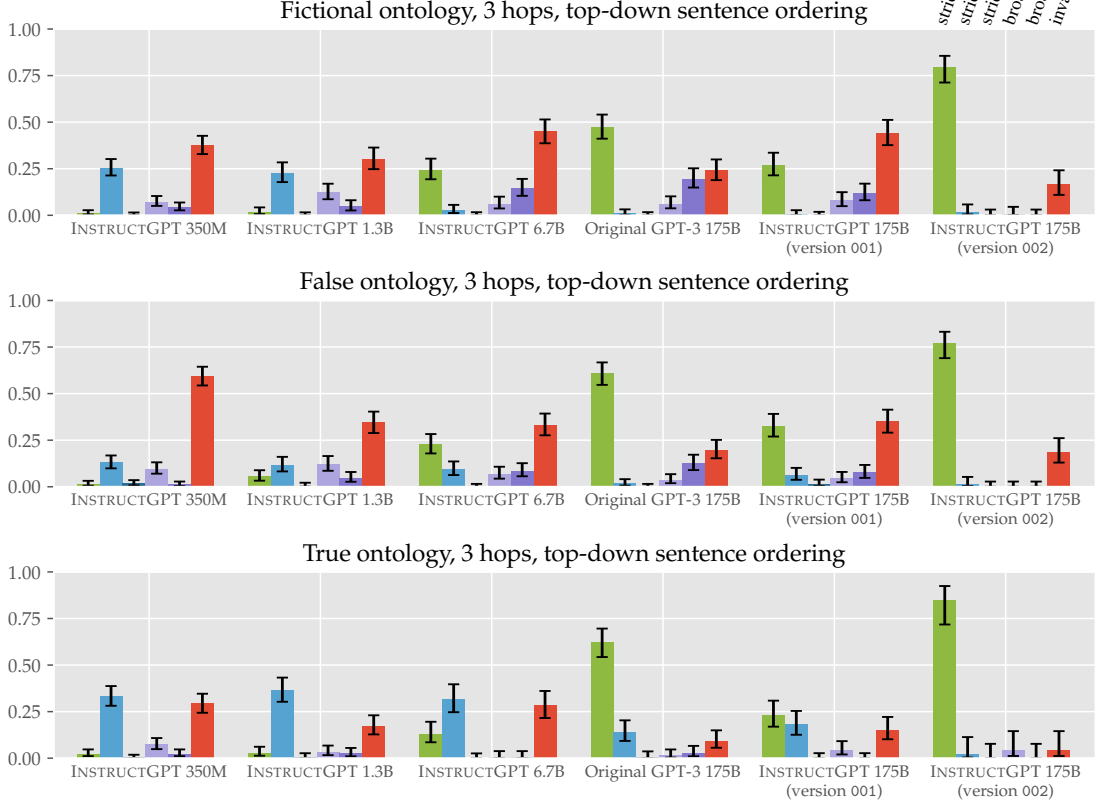 Fictional ontology, 3 hops, top-down sentence ordering
1.00
0.75
0.50
0.25
0.00
INSTRUCTGPT 350M INSTRUCTGPT 1.3B INSTRUCTGPT 6.7B Original GPT-3 175B INSTRUCTGPT 175B (version 001) INSTRUCTGPT 175B (version 002)
False ontology, 3 hops, top-down sentence ordering
1.00
0.75
0.50
0.25
0.00
INSTRUCTGPT 350M INSTRUCTGPT 1.3B INSTRUCTGPT 6.7B Original GPT-3 175B INSTRUCTGPT 175B (version 001) INSTRUCTGPT 175B (version 002)
True ontology, 3 hops, top-down sentence ordering
1.00
0.75
0.50
0.25
0.00
INSTRUCTGPT 350M INSTRUCTGPT 1.3B INSTRUCTGPT 6.7B Original GPT-3 175B INSTRUCTGPT 175B (version 001) INSTRUCTGPT 175B (version 002)